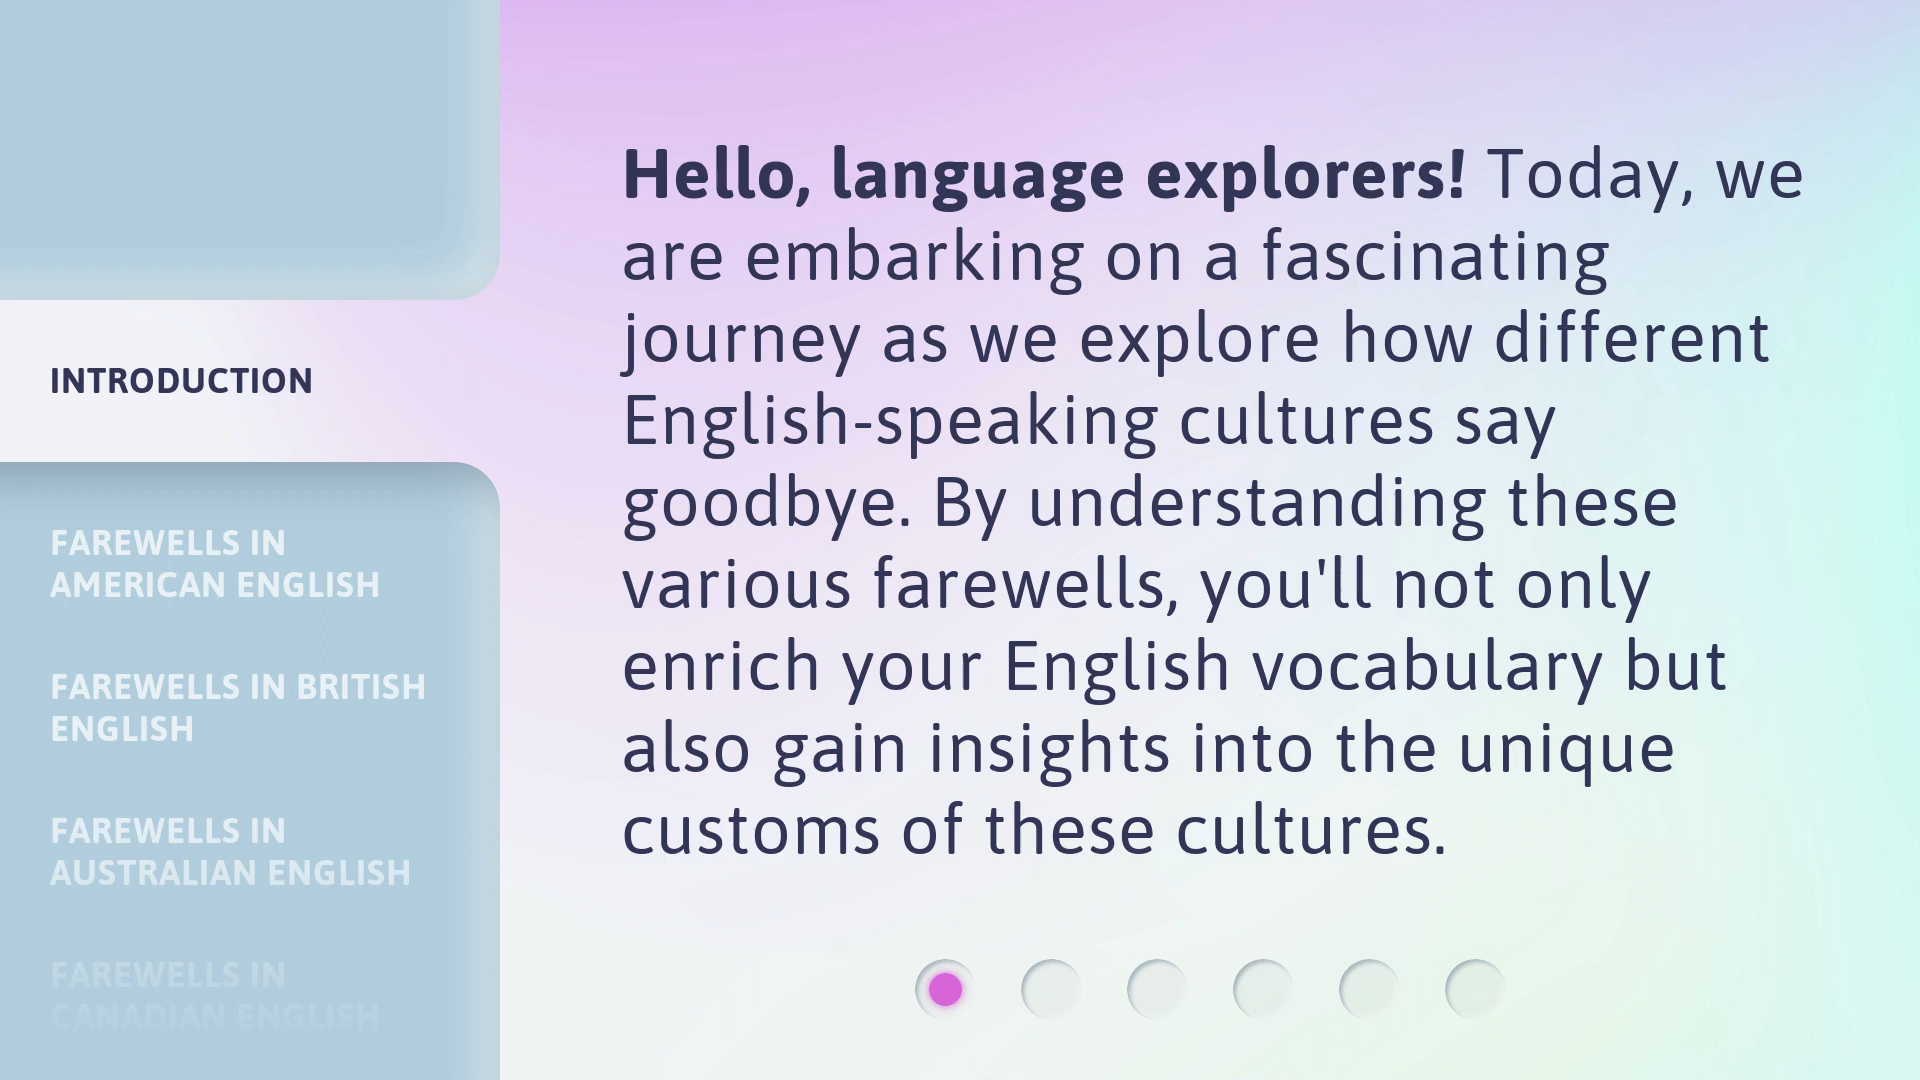 INTRODUCTION
FAREWELLS IN
AMERICAN ENGLISH
FAREWELLS IN BRITISH
ENGLISH
FAREWELLS IN
AUSTRALIAN ENGLISH
FAREWELLS IN
CANADIAN ENGLISH
Hello, language explorers! Today, we
are embarking on a fascinating
journey as we explore how different
English-speaking cultures say
goodbye. By understanding these
various farewells, you'll not only
enrich your English vocabulary but
also gain insights into the unique
customs of these cultures.